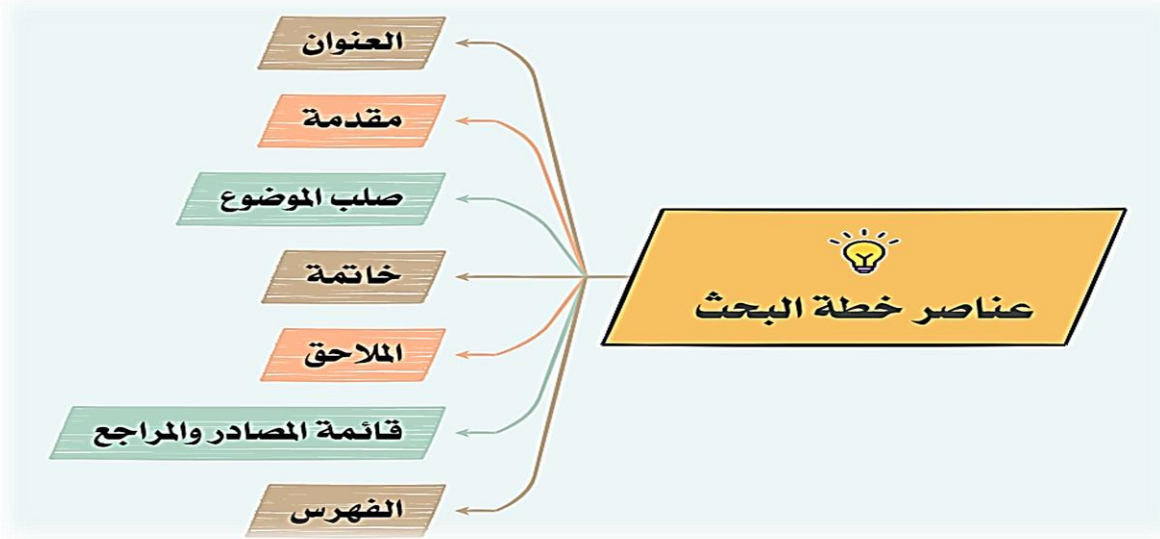 عناصر خطة البحث
العنوان
مقدمة
صلب الموضوع
خاتمة
الملاحق
قائمة المصادر والمراجع
الفهرس